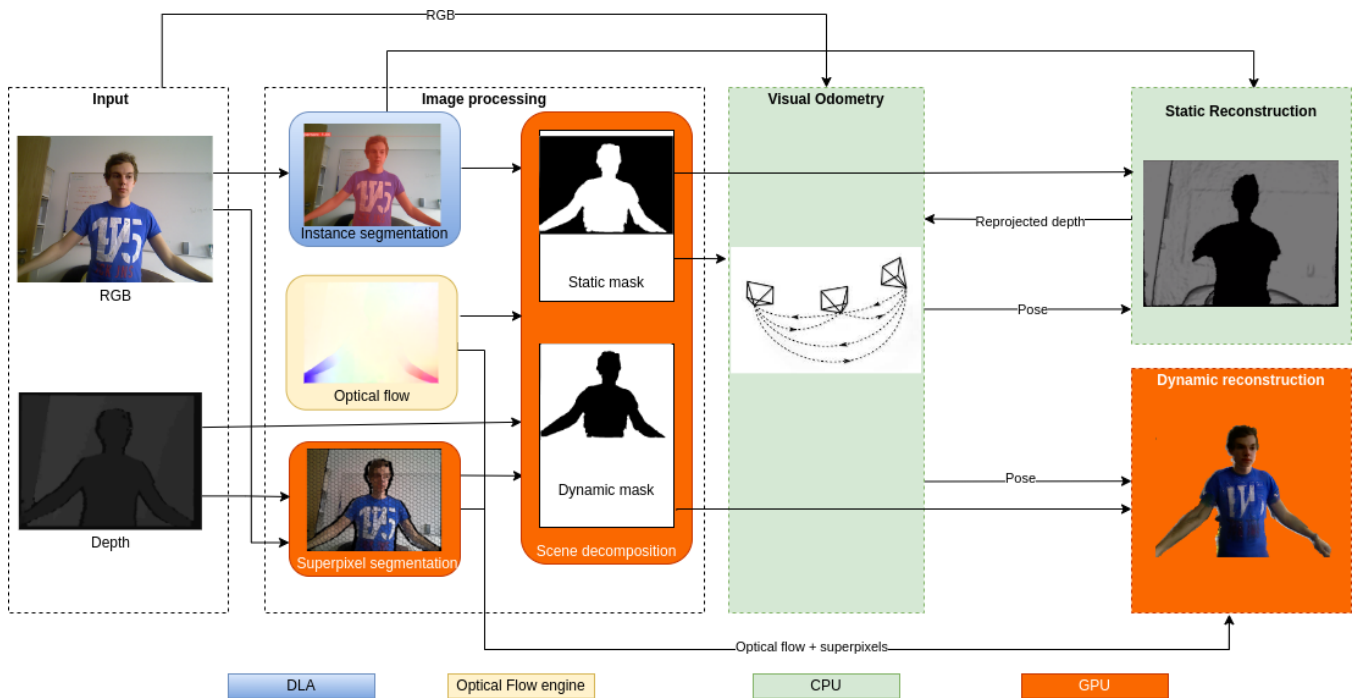 RGB
Input
Image processing
Visual Odometry
Static Reconstruction
RGB
Instance segmentation
Static mask
Reprojected depth
Pose
Optical flow
Dynamic reconstruction
Depth
Superpixel segmentation
Dynamic mask
Scene decomposition
Pose
Optical flow + superpixels
DLA
Optical Flow engine
CPU
GPU